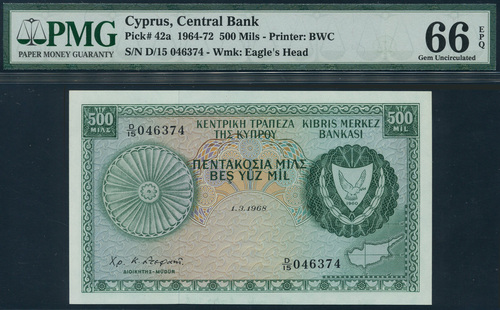 PMG
PAPER MONEY GUARANTY
Cyprus, Central Bank
Pick# 42a 1964-72 500 Mils - Printer: BWC
S/N D/15 046374 - Wmk: Eagle's Head
66 EPQ
Gem Uncirculated
500 ΜΙΛΣ
D/15 046374
ΚΕΝΤΡΙΚΗ ΤΡΑΠΕΖΑ ΤΗΣ ΚΥΠΡΟΥ
KIBRIS MERKEZ BANKASI
500 MİL
ΠΕΝΤΑΚΟΣΙΑ ΜΙΛΣ
BEŞ YÜZ MİL
1.3.1968
1960
ΔΙΟΙΚΗΤΗΣ-MÜDÜR
D/15 046374